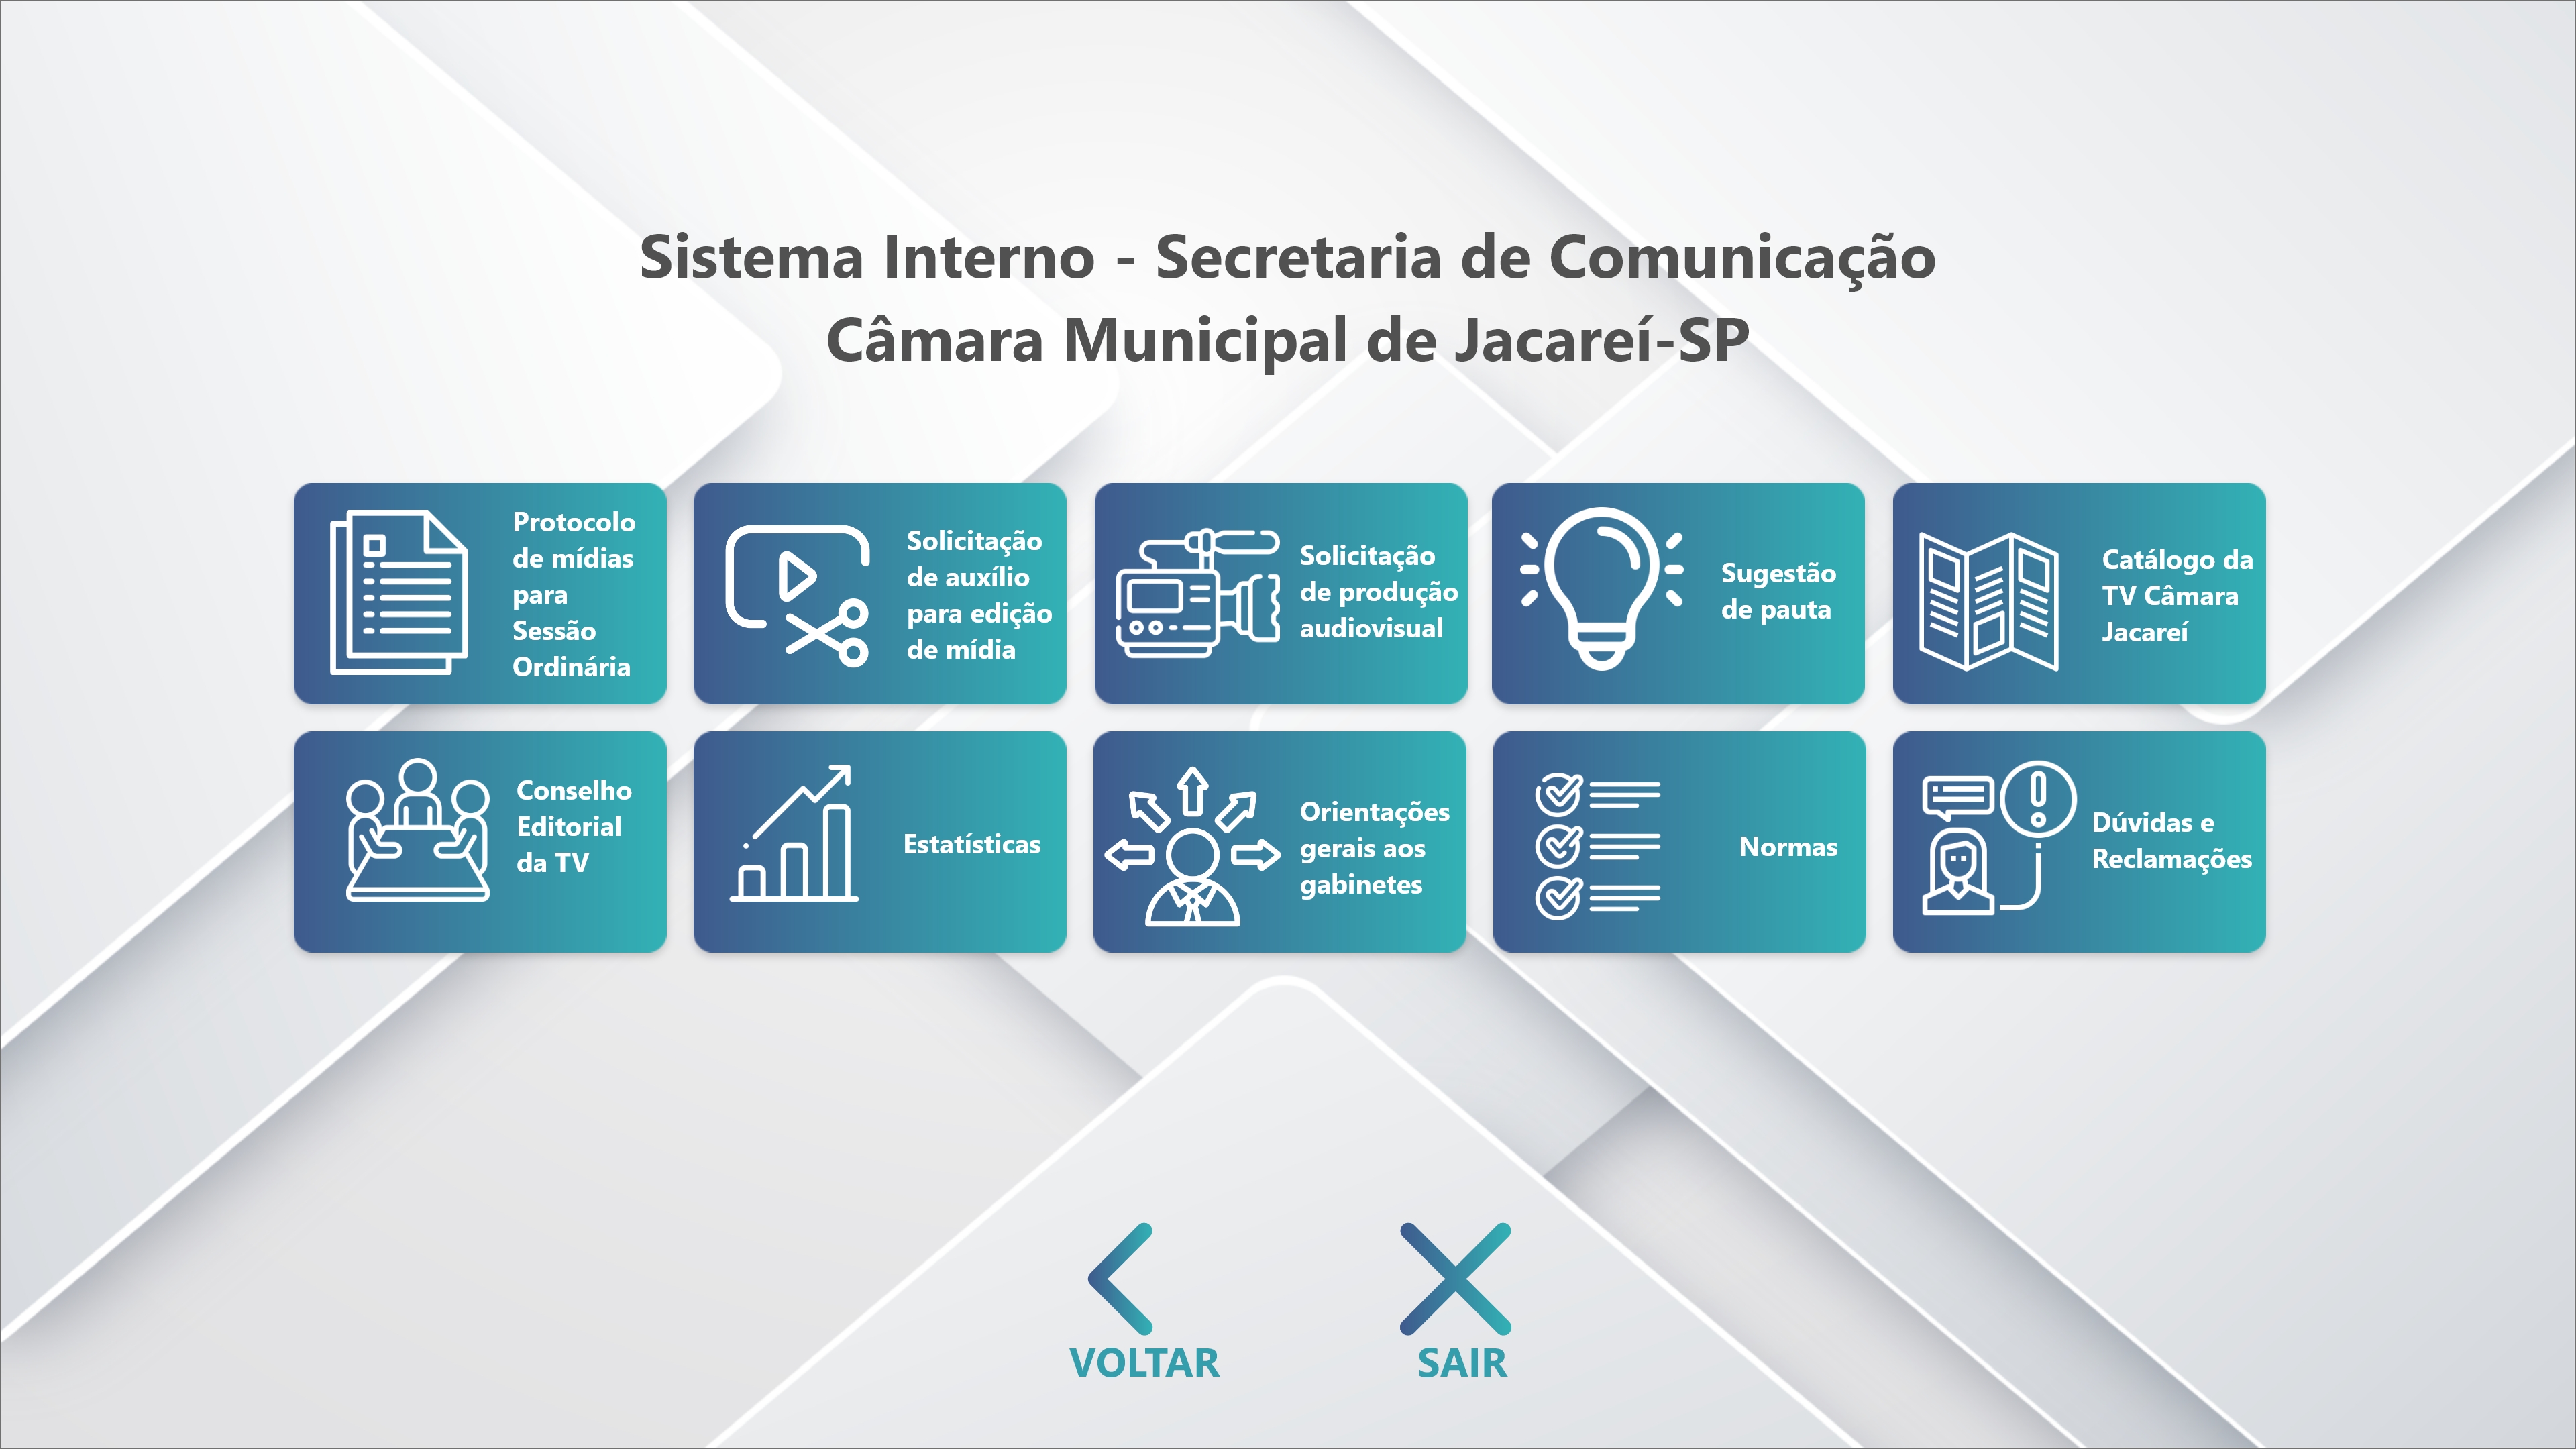 Sistema Interno - Secretaria de Comunicação
Câmara Municipal de Jacareí-SP
Protocolo
de mídias
para
Sessão
Ordinária
Solicitação
de auxílio
para edição
de mídia
Solicitação
de produção
audiovisual
Sugestão
de pauta
Catálogo da
TV Câmara
Jacareí
Conselho
Editorial
da TV
Estatísticas
Orientações
gerais aos
gabinetes
Normas
Dúvidas e
Reclamações
VOLTAR
SAIR